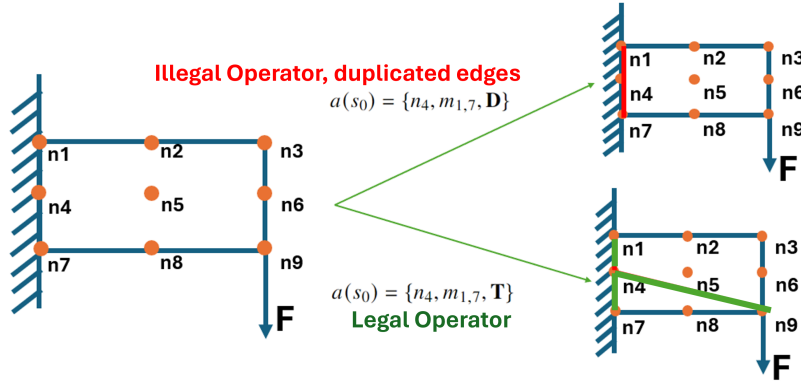 Illegal Operator, duplicated edges
a(s₀) = {n₄, m₁,₇, D}
n1
n2
n3
n4
n5
n6
n7
n8
n9
F
n1
n2
n3
n4
n5
n6
n7
n8
n9
F
a(s₀) = {n₄, m₁,₇, T}
Legal Operator
n1
n2
n3
n4
n5
n6
n7
n8
n9
F